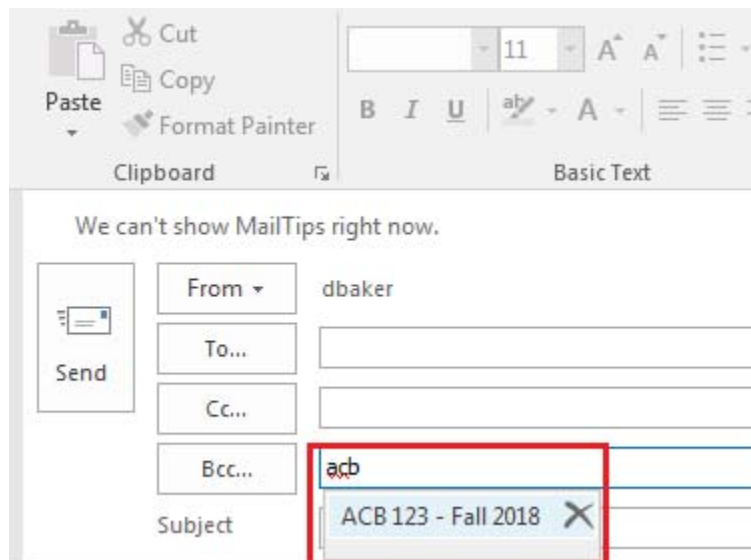 Cut
Copy
Paste
Format Painter
Clipboard
11
A A
B I U aby A
Basic Text
We can't show MailTips right now.
Send
From
dbaker
To...
Cc...
Bcc...
acb
Subject
ACB 123 - Fall 2018